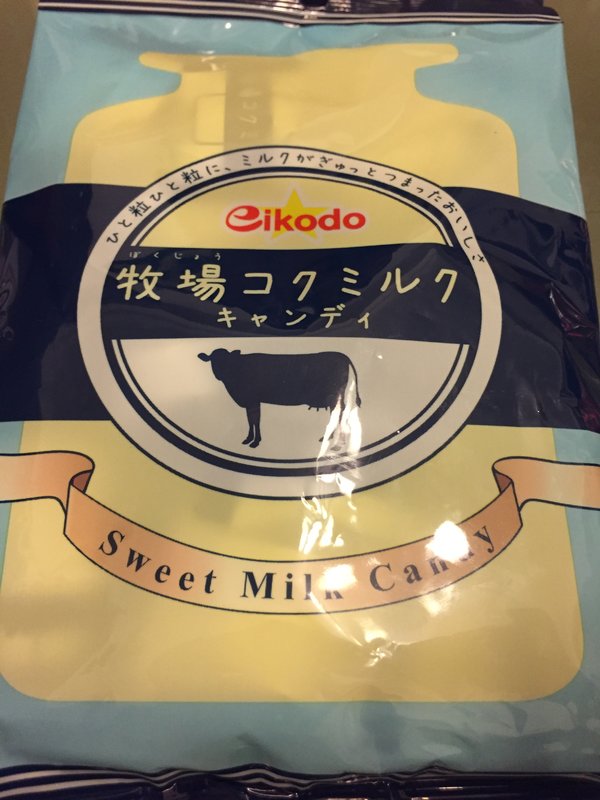 ひと粒ひと粒に、ミルクがぎゅっとつまったおいしさ
eikodo
ぼくじょう
牧場コクミルク
キャンディ
Sweet Milk Candy